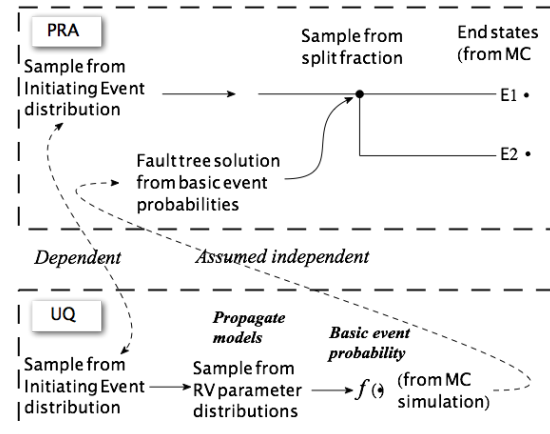 PRA
Sample from
Initiating Event
distribution
Sample from
split fraction
End states
(from MC
E1 •
E2 •
Fault tree solution
from basic event
probabilities
Dependent
Assumed independent
UQ
Sample from
Initiating Event
distribution
Propagate
models
Sample from
RV parameter
distributions
Basic event
probability
f(•
(from MC
simulation)